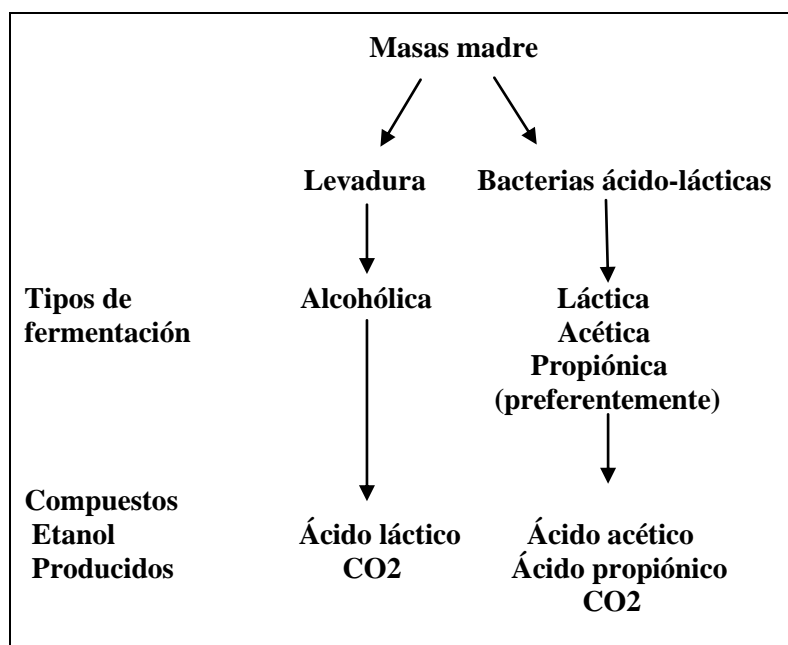 Masas madre
Levadura Bacterias ácido-lácticas
Tipos de Alcohólica Láctica
fermentación Acética
Propiónica
(preferentemente)
Compuestos
Etanol Ácido láctico Ácido acético
Producidos CO2 Ácido propiónico
CO2